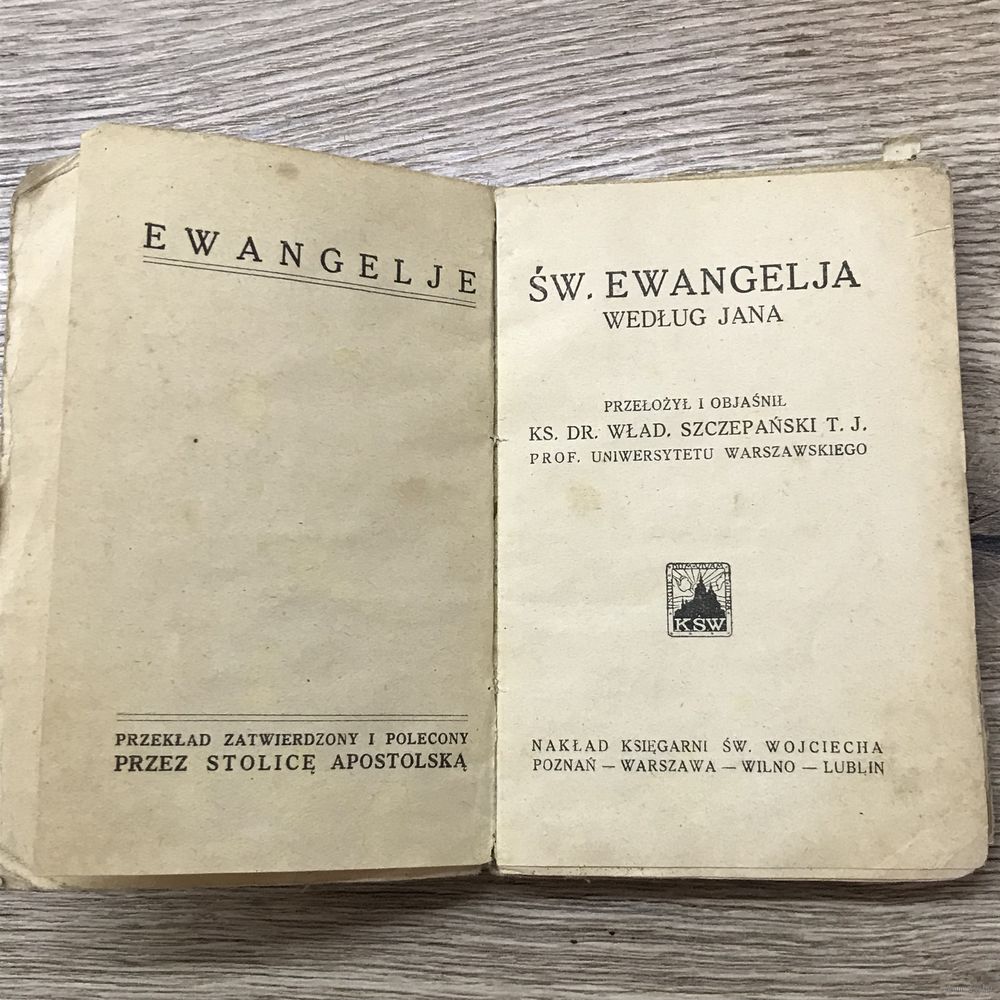 EWANGELJE
PRZEKŁAD ZATWIERDZONY I POLECONY
PRZEZ STOLICĘ APOSTOLSKĄ
ŚW. EWANGELJA
WEDŁUG JANA
PRZEŁOŻYŁ I OBJAŚNIŁ
KS. DR. WŁAD. SZCZEPAŃSKI T. J.
PROF. UNIWERSYTETU WARSZAWSKIEGO
KŚW
NAKŁAD KSIĘGARNI ŚW. WOJCIECHA
POZNAŃ — WARSZAWA — WILNO — LUBLIN